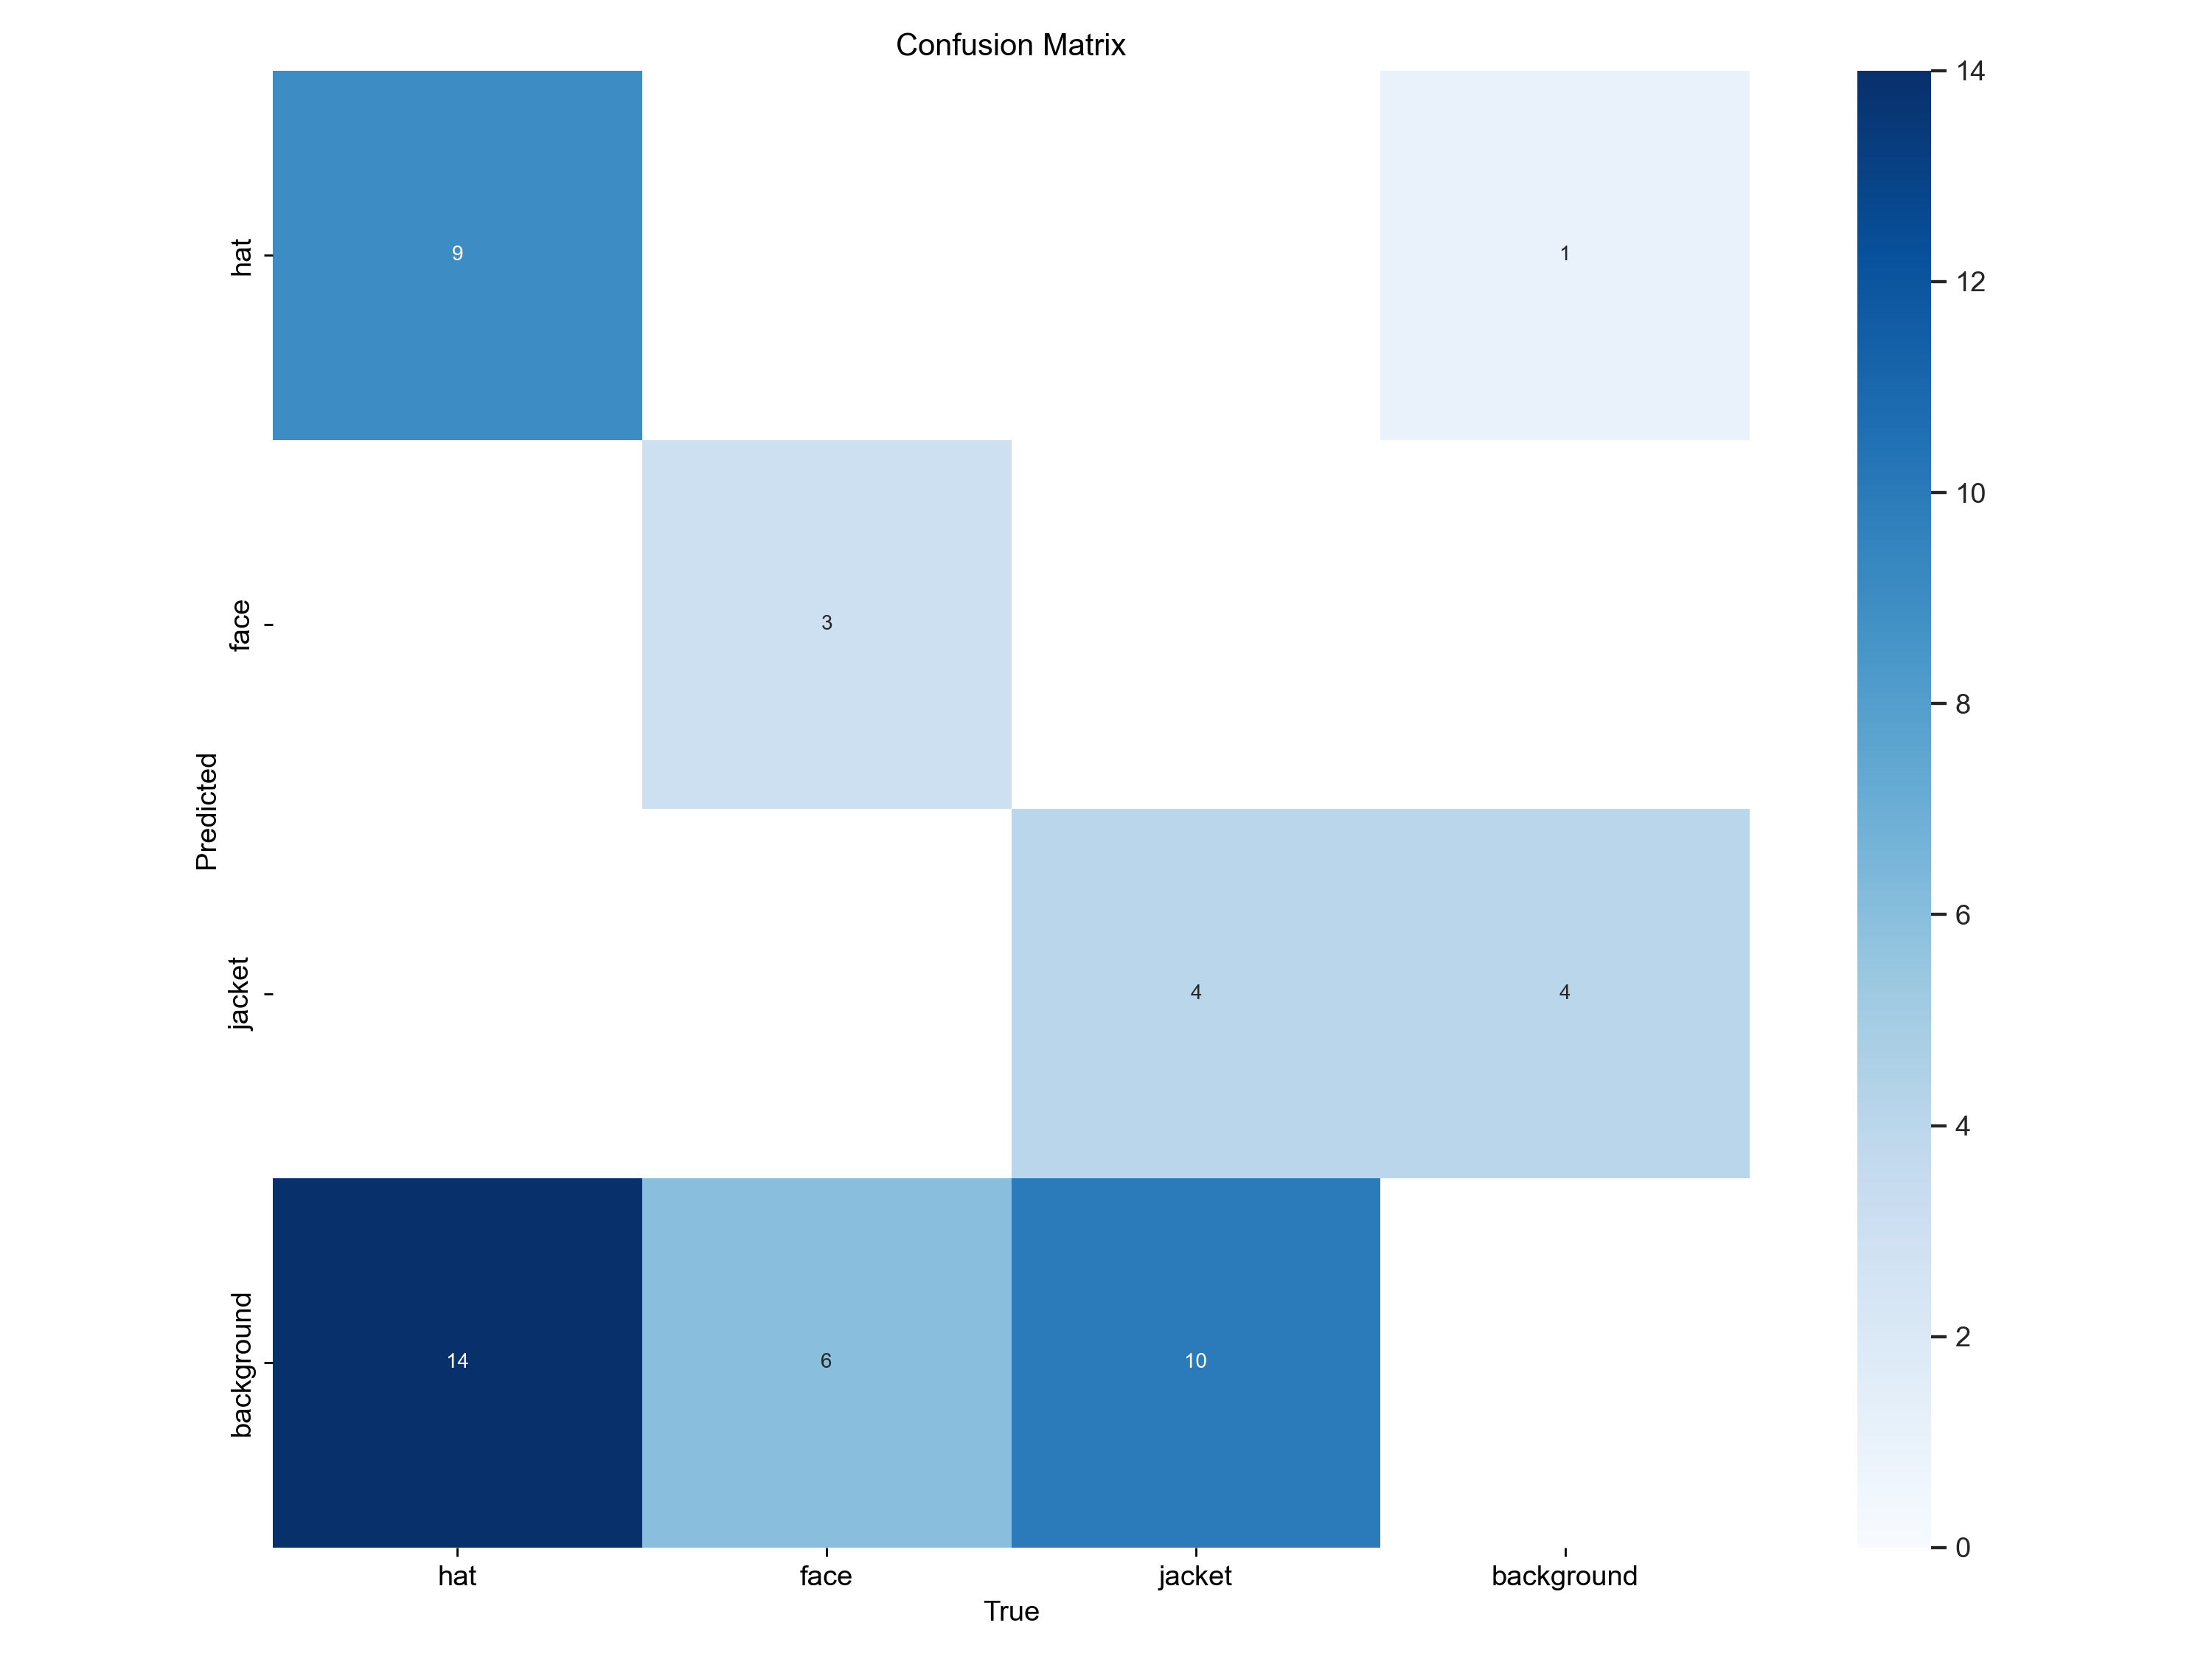 Confusion Matrix
14
12
10
8
6
4
2
0
hat
face
jacket
background
Predicted
9
1
3
4
4
14
6
10
hat
face
jacket
background
True